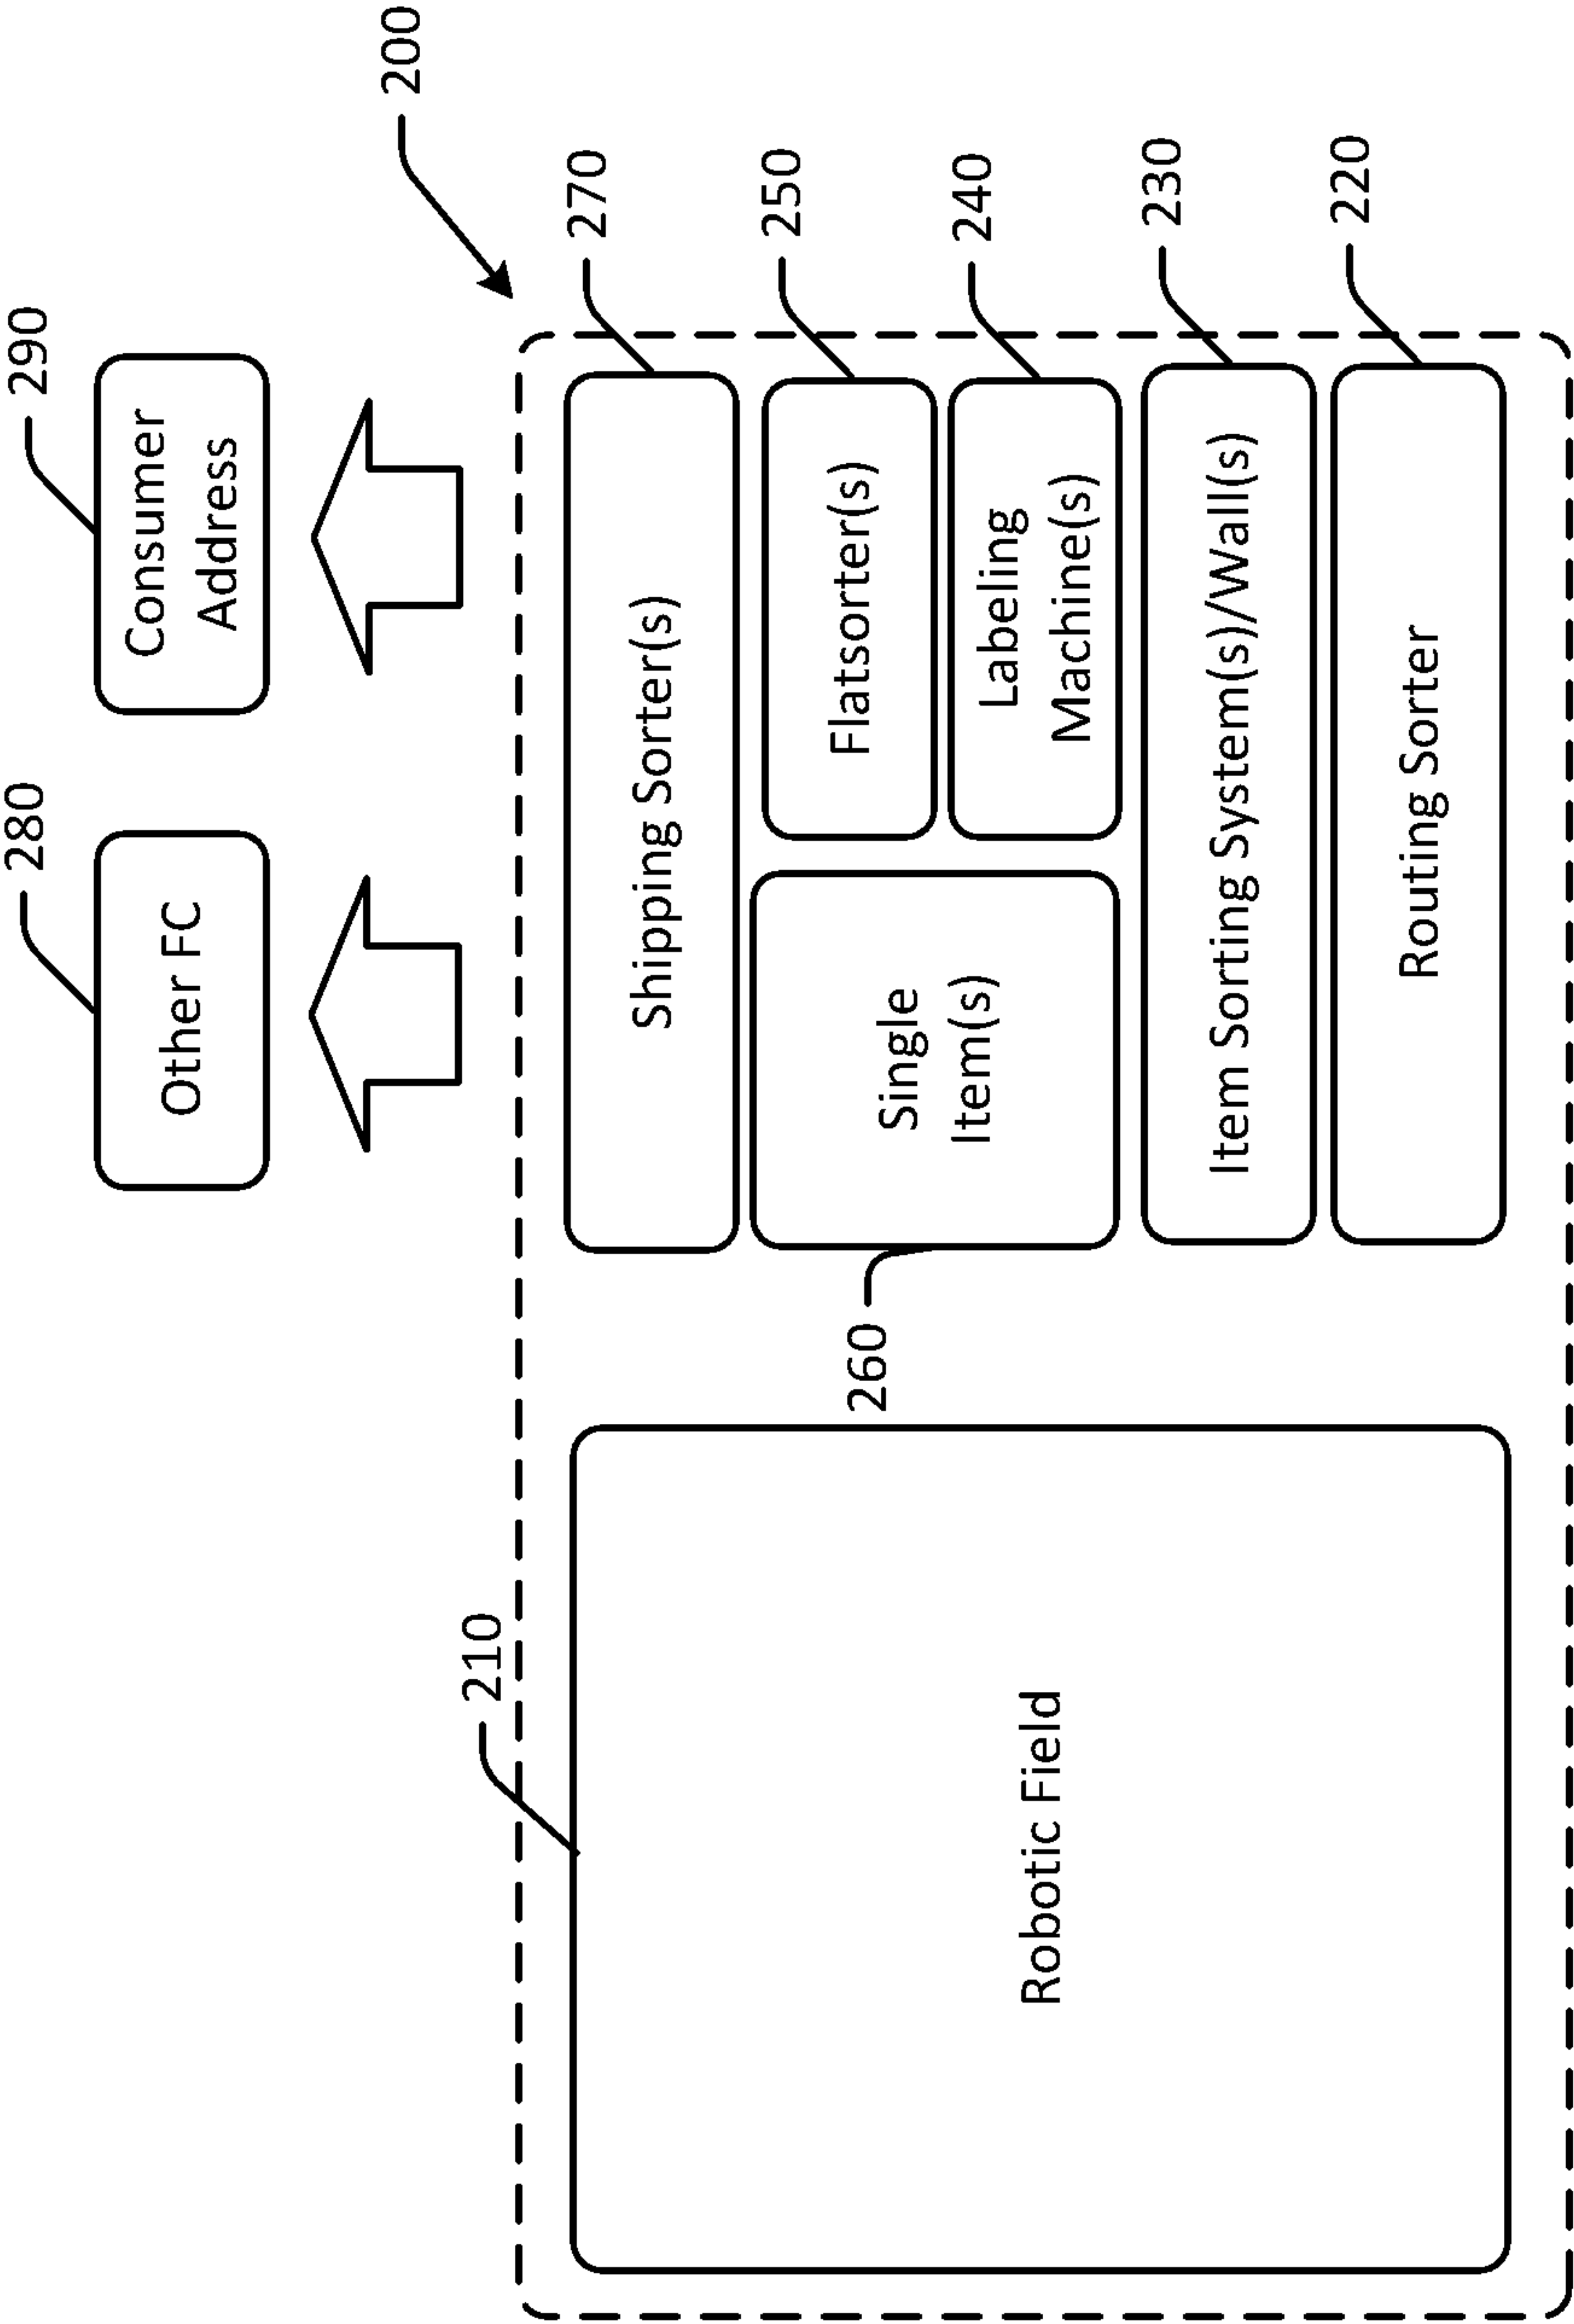 280
290
Other FC
Consumer
Address
200
210
Robotic Field
260
Shipping Sorter(s)
270
Single
Item(s)
Flatsorter(s)
250
Labeling
Machine(s)
240
Item Sorting System(s)/Wall(s)
230
Routing Sorter
220